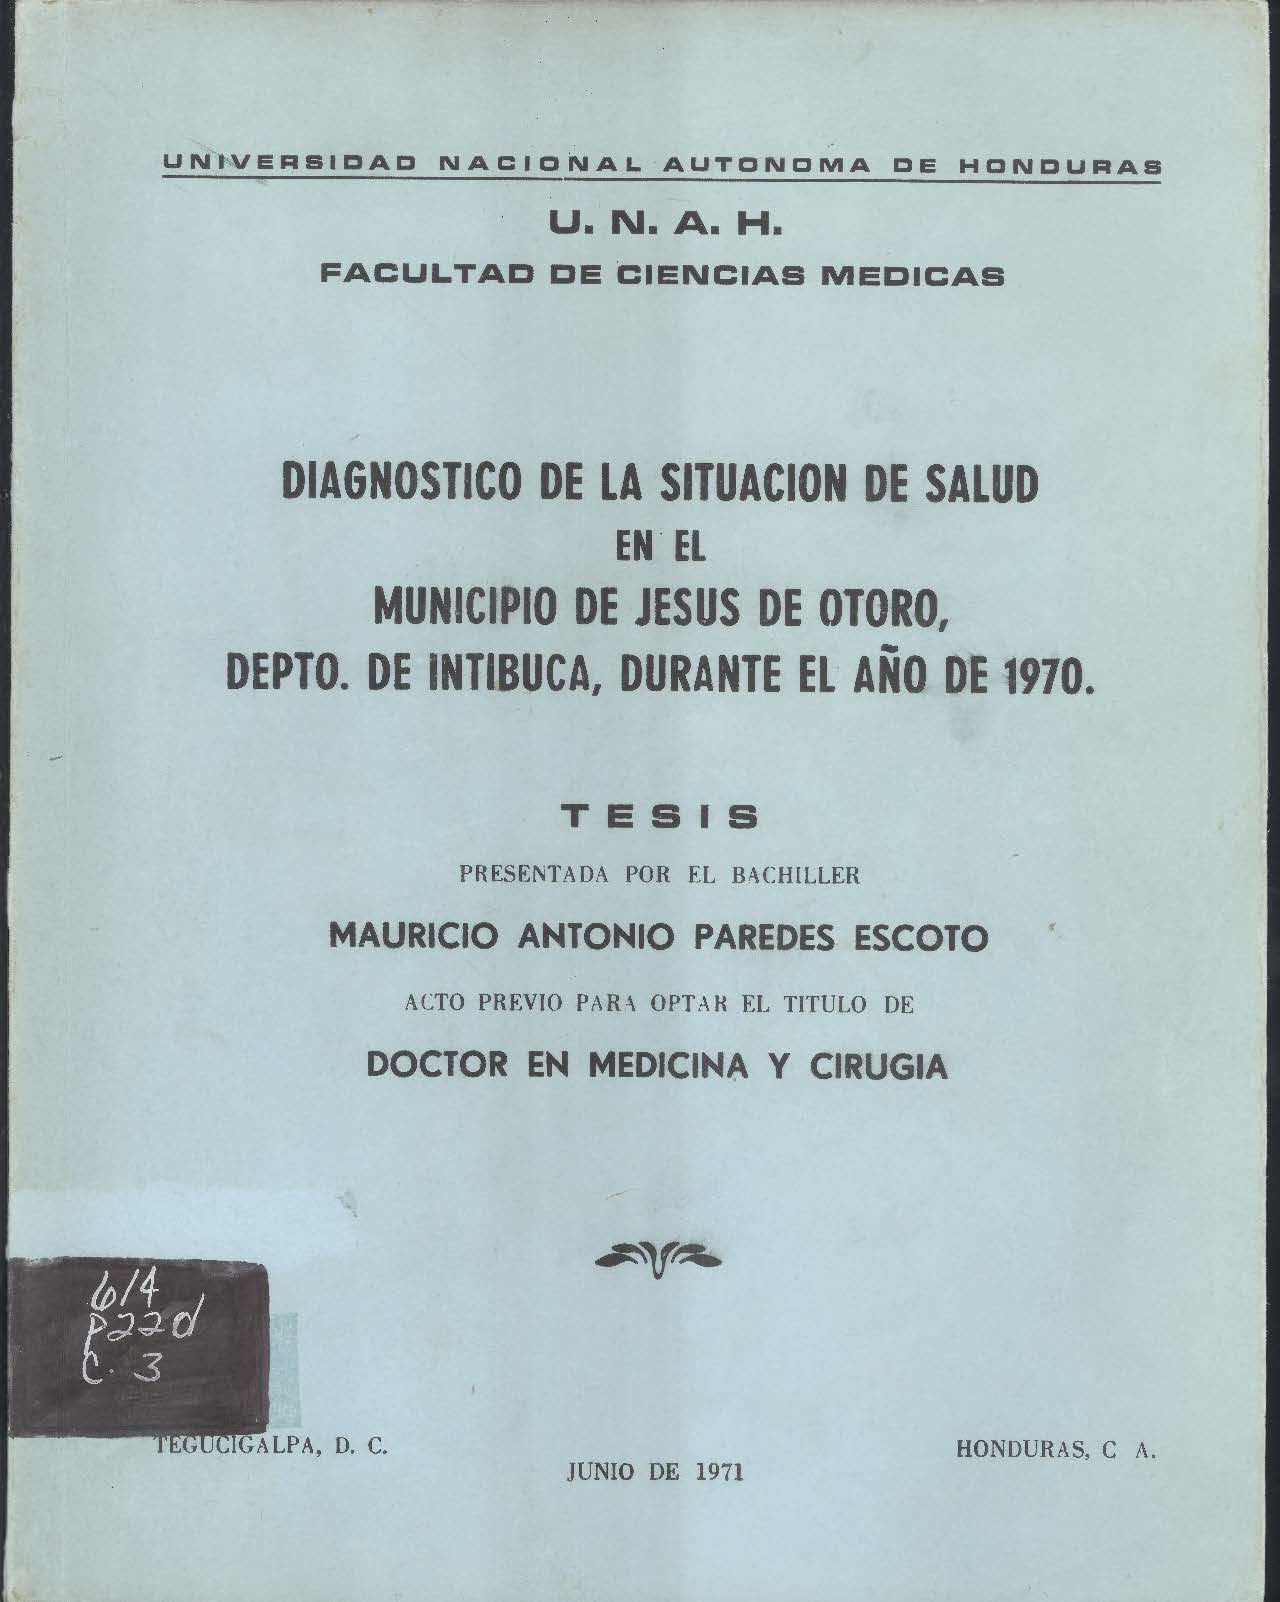 UNIVERSIDAD NACIONAL AUTONOMA DE HONDURAS
U. N. A. H.
FACULTAD DE CIENCIAS MEDICAS
DIAGNOSTICO DE LA SITUACION DE SALUD
EN EL
MUNICIPIO DE JESUS DE OTORO,
DEPTO. DE INTIBUCA, DURANTE EL AÑO DE 1970.
TESIS
PRESENTADA POR EL BACHILLER
MAURICIO ANTONIO PAREDES ESCOTO
ACTO PREVIO PARA OPTAR EL TITULO DE
DOCTOR EN MEDICINA Y CIRUGIA
614
P22d
C. 3
TEGUCIGALPA, D. C.
HONDURAS, C A.
JUNIO DE 1971